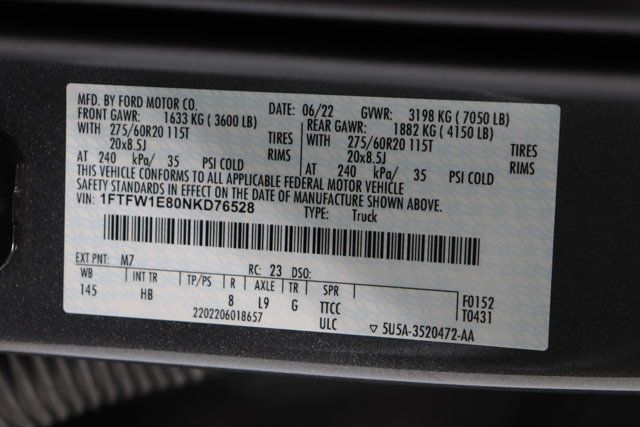 MFD. BY FORD MOTOR CO.
DATE: 06/22 GVWR: 3198 KG ( 7050 LB)
FRONT GAWR: 1633 KG ( 3600 LB)
REAR GAWR: 1882 KG ( 4150 LB)
WITH 275/60R20 115T TIRES
WITH 275/60R20 115T TIRES
20x8.5J RIMS
20x8.5J RIMS
AT 240 kPa/ 35 PSI COLD
AT 240 kPa/ 35 PSI COLD
THIS VEHICLE CONFORMS TO ALL APPLICABLE FEDERAL MOTOR VEHICLE
SAFETY STANDARDS IN EFFECT ON THE DATE OF MANUFACTURE SHOWN ABOVE.
VIN: 1FTFW1E80NKD76528
TYPE: Truck
EXT PNT: M7 RC: 23 DSO:
WB INT TR TP/PS R AXLE TR SPR
145 HB 8 L9 G TTCC
ULC
F0152
T0431
2202206018657
5U5A-3520472-AA